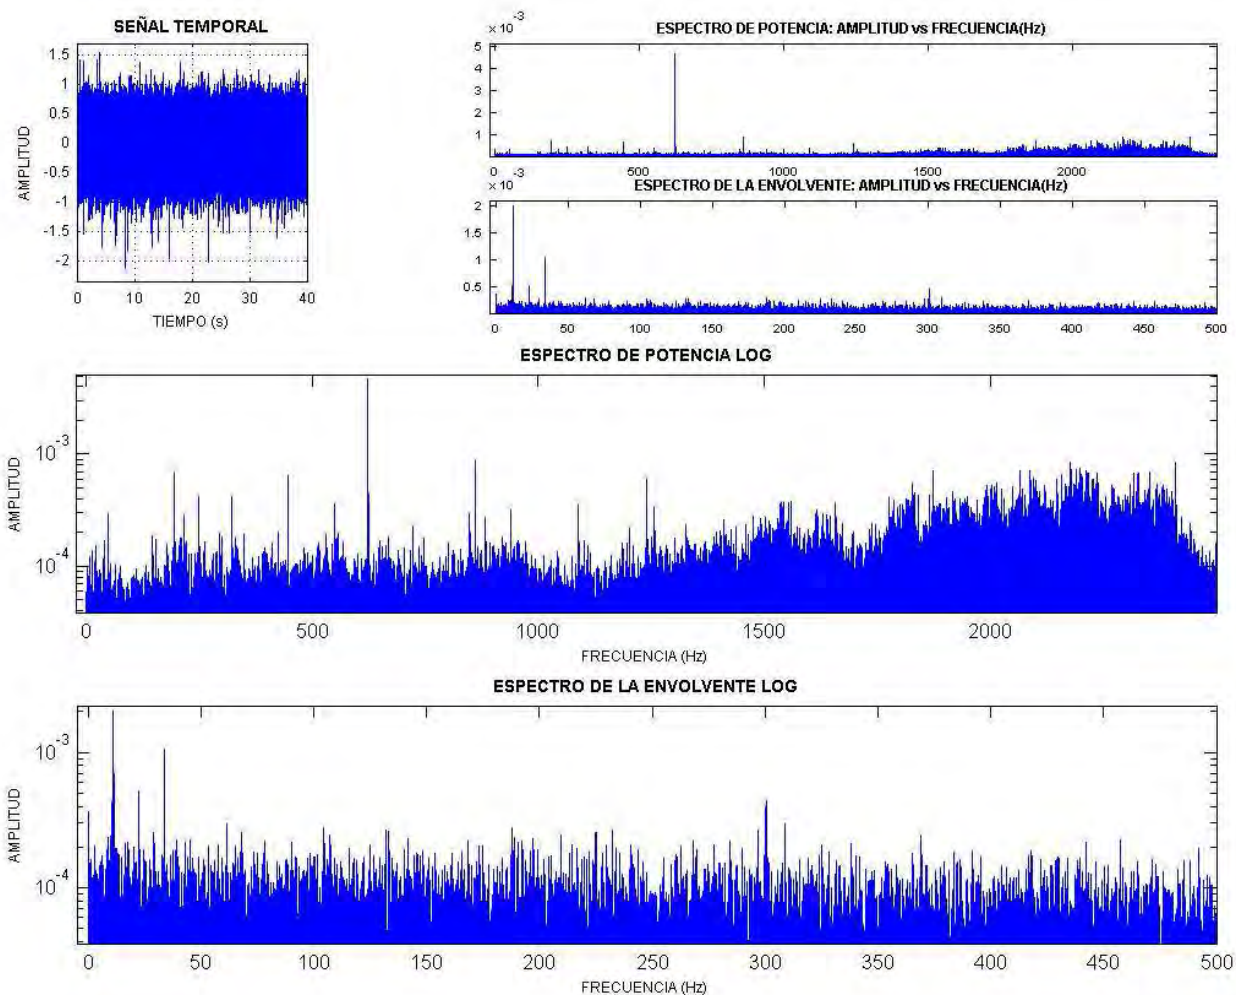 SEÑAL TEMPORAL
1.5
1
0.5
0
-0.5
-1
-1.5
-2
AMPLITUD
0 10 20 30 40
TIEMPO (s)
x 10-3
ESPECTRO DE POTENCIA: AMPLITUD vs FRECUENCIA(Hz)
5
4
3
2
1
0 500 1000 1500 2000
x 10-3
ESPECTRO DE LA ENVOLVENTE: AMPLITUD vs FRECUENCIA(Hz)
2
1.5
1
0.5
0 50 100 150 200 250 300 350 400 450 500
ESPECTRO DE POTENCIA LOG
10-3
10-4
AMPLITUD
0 500 1000 1500 2000
FRECUENCIA (Hz)
ESPECTRO DE LA ENVOLVENTE LOG
10-3
10-4
AMPLITUD
0 50 100 150 200 250 300 350 400 450 500
FRECUENCIA (Hz)